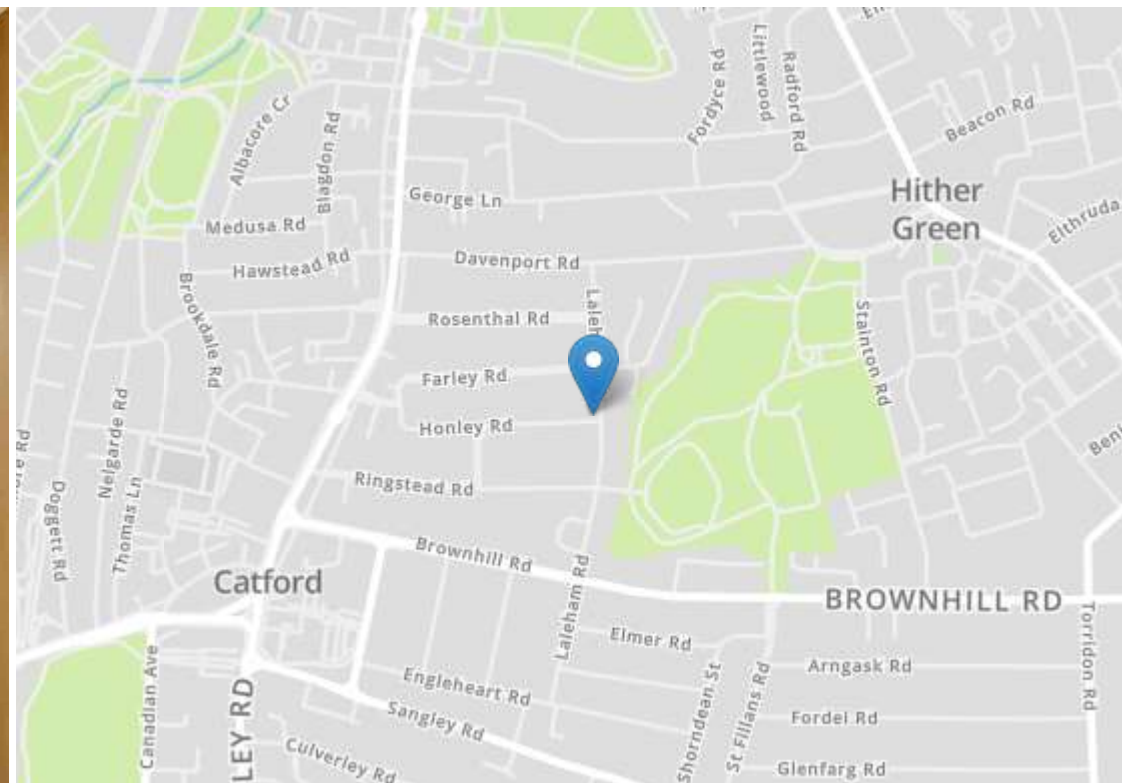 Fordyce Rd
Littlewood
Radford Rd
Beacon Rd
Albacore Cr
Blagdon Rd
George Ln
Hither
Green
Elthruda
Medusa Rd
Hawstead Rd
Davenport Rd
Brookdale Rd
Laleh
Rosenthal Rd
Stainton Rd
Farley Rd
Honley Rd
Nelgarde Rd
Thomas Ln
Doggett Rd
Ringstead Rd
Brownhill Rd
Catford
Laleham Rd
BROWNHILL RD
Torridon Rd
Elmer Rd
Canadian Ave
LEY RD
Engleheart Rd
Sangley Rd
Culverley Rd
Shorndean St
St Fillans Rd
Arngask Rd
Fordel Rd
Glenfarg Rd